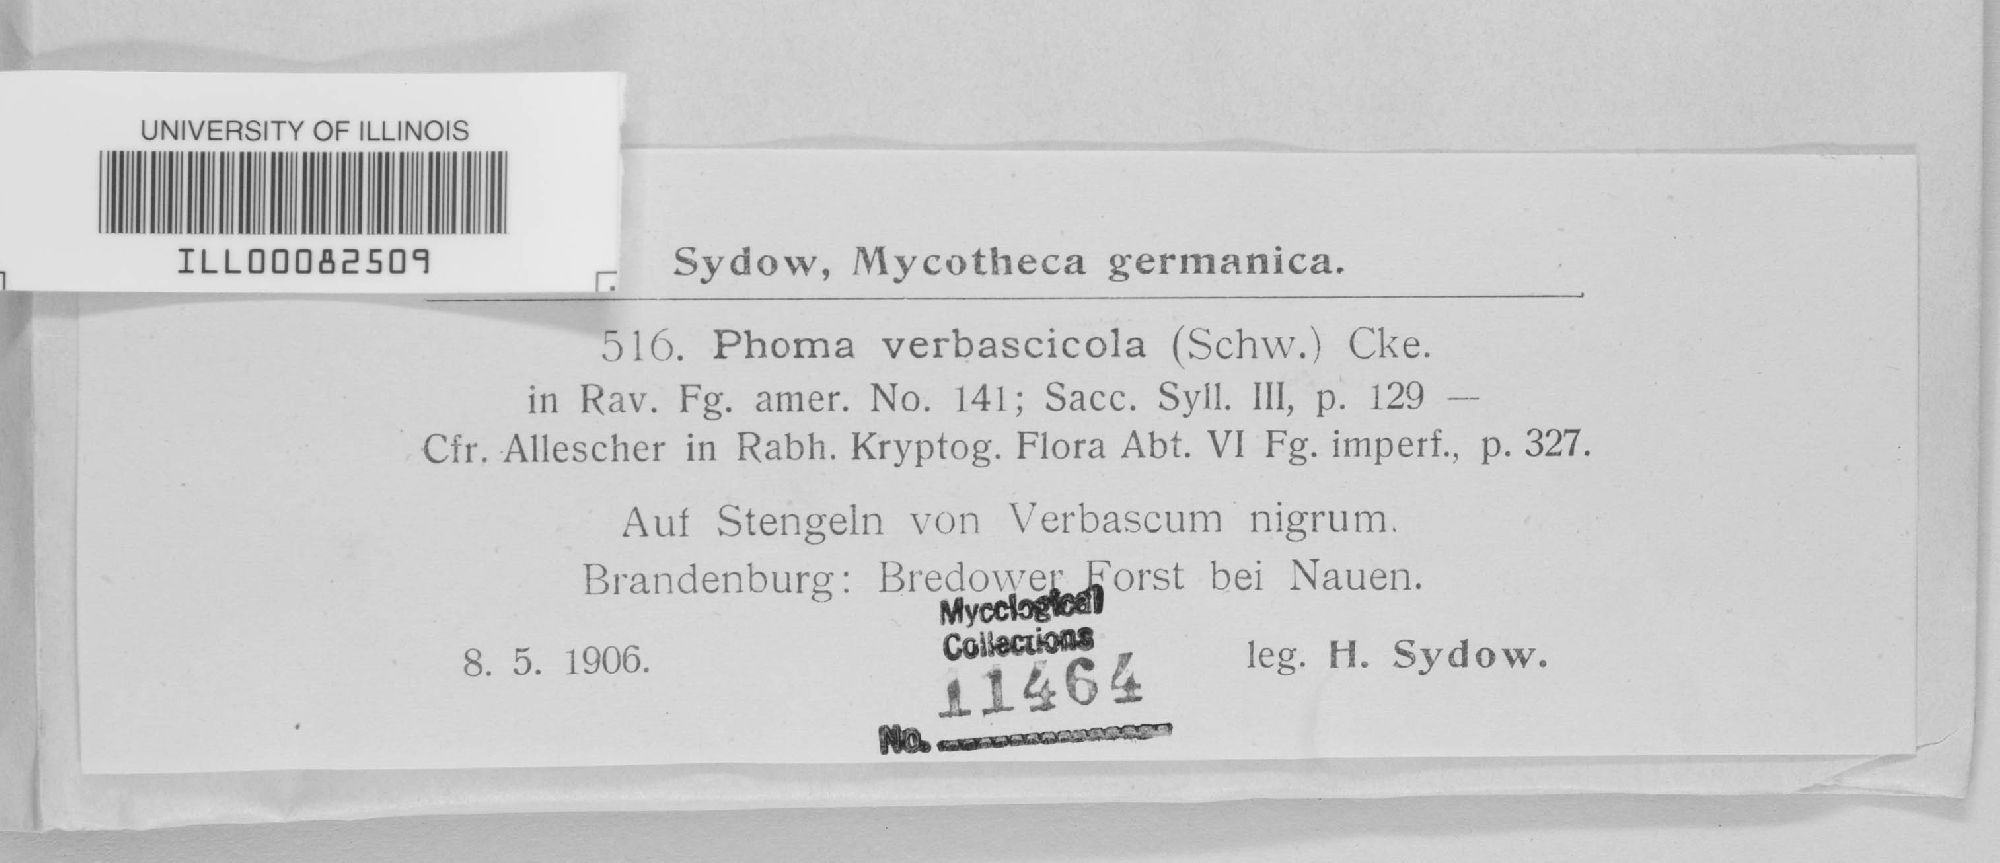 UNIVERSITY OF ILLINOIS
ILL00082509
Sydow, Mycotheca germanica.
516. Phoma verbascicola (Schw.) Cke.
in Rav. Fg. amer. No. 141; Sacc. Syll. III, p. 129 —
Cfr. Allescher in Rabh. Kryptog. Flora Abt. VI Fg. imperf., p. 327.
Auf Stengeln von Verbascum nigrum.
Brandenburg: Bredower Forst bei Nauen.
8. 5. 1906.
leg. H. Sydow.
Mycological
Collections
11464
No.